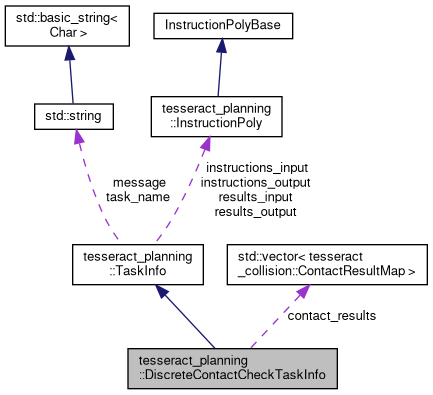 std::basic_string<
Char >
InstructionPolyBase
std::string
tesseract_planning
::InstructionPoly
message
task_name
instructions_input
instructions_output
results_input
results_output
tesseract_planning
::TaskInfo
std::vector< tesseract
_collision::ContactResultMap >
contact_results
tesseract_planning
::DiscreteContactCheckTaskInfo